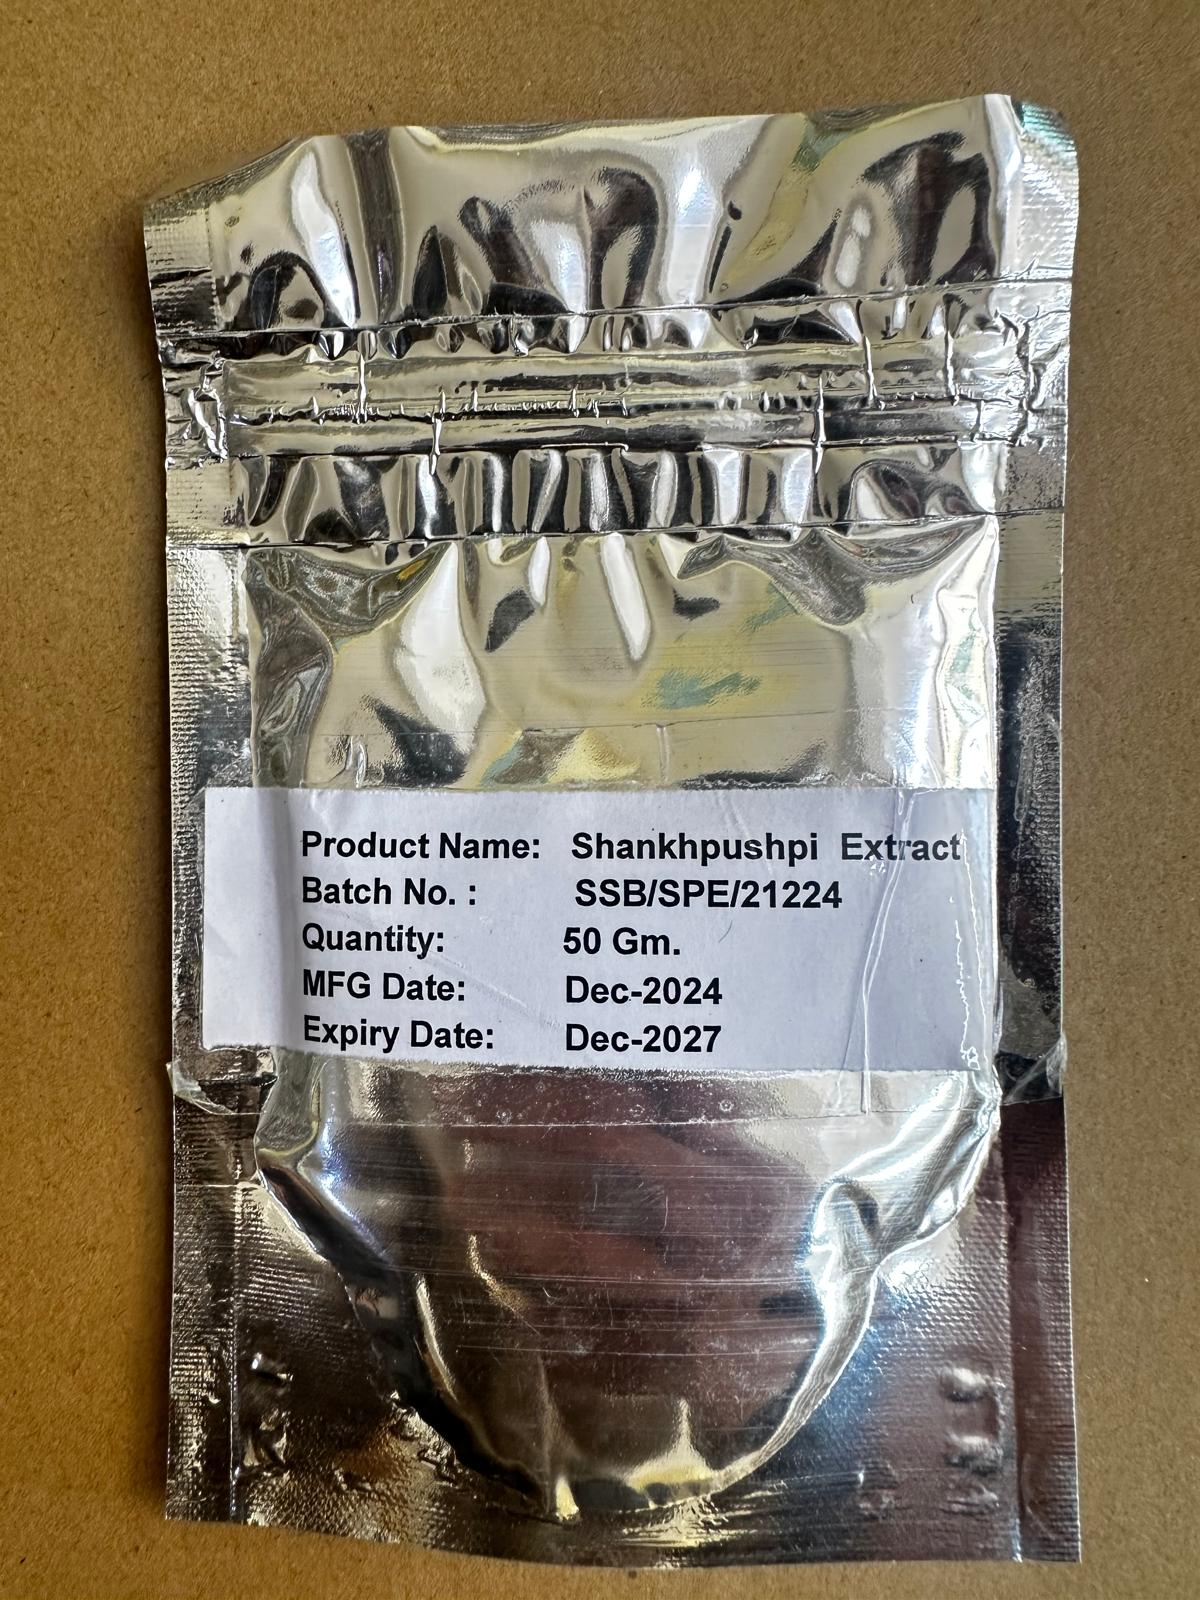 Product Name: Shankhpushpi Extract
Batch No. : SSB/SPE/21224
Quantity: 50 Gm.
MFG Date: Dec-2024
Expiry Date: Dec-2027